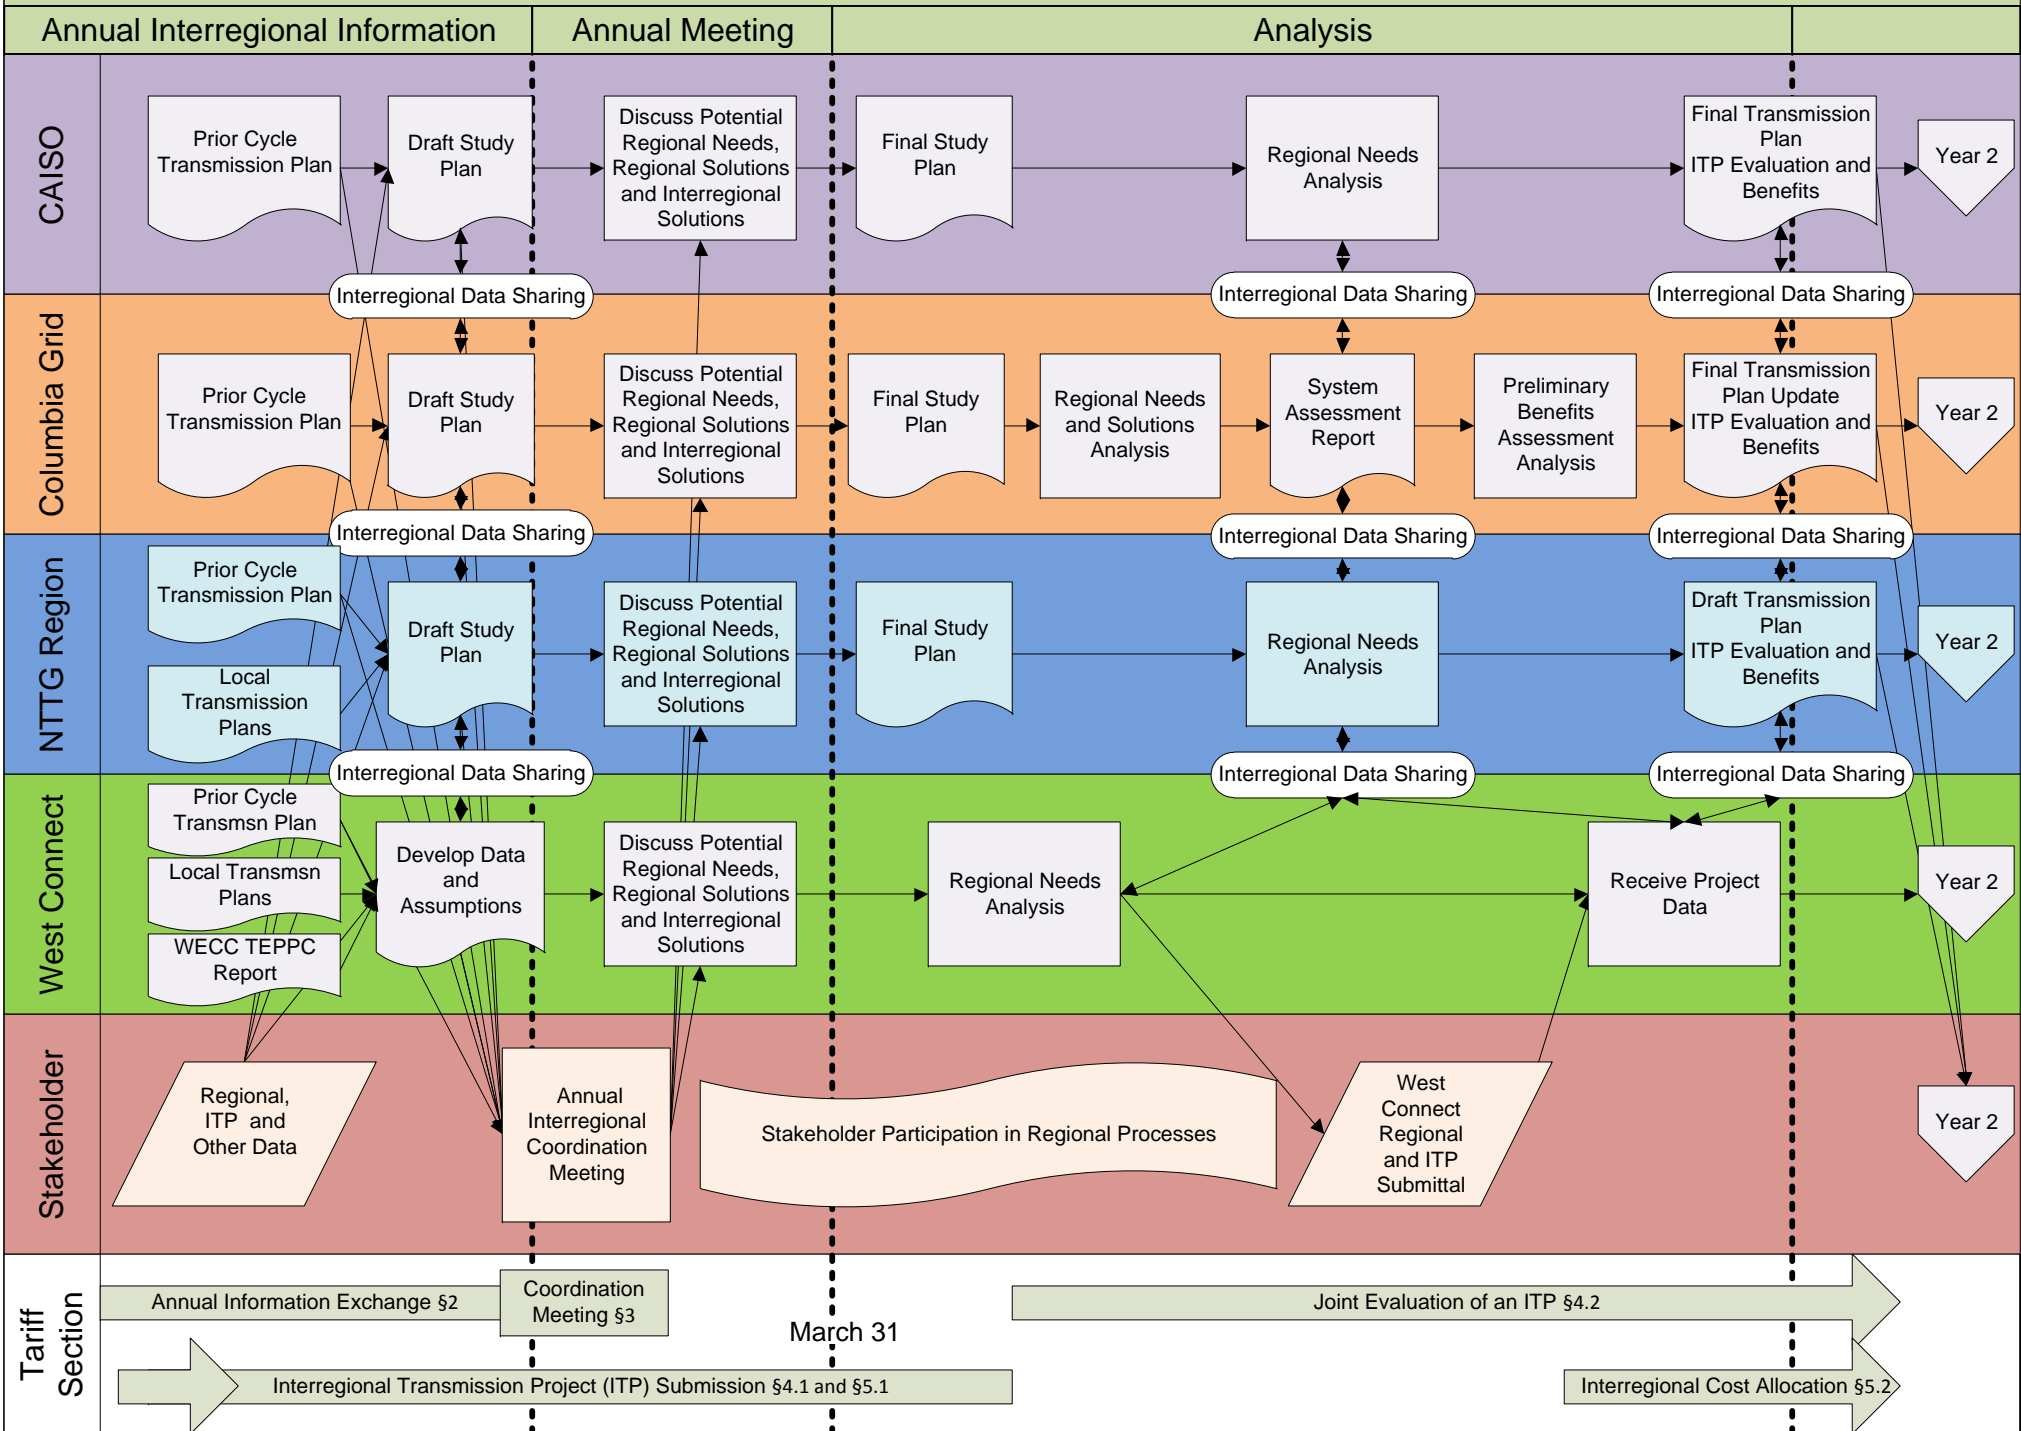 Annual Interregional Information
Annual Meeting
Analysis
CAISO
Prior Cycle
Transmission Plan
Draft Study
Plan
Discuss Potential
Regional Needs,
Regional Solutions
and Interregional
Solutions
Final Study
Plan
Regional Needs
Analysis
Final Transmission
Plan
ITP Evaluation and
Benefits
Year 2
Interregional Data Sharing
Interregional Data Sharing
Interregional Data Sharing
Columbia Grid
Prior Cycle
Transmission Plan
Draft Study
Plan
Discuss Potential
Regional Needs,
Regional Solutions
and Interregional
Solutions
Final Study
Plan
Regional Needs
and Solutions
Analysis
System
Assessment
Report
Preliminary
Benefits
Assessment
Analysis
Final Transmission
Plan Update
ITP Evaluation and
Benefits
Year 2
Interregional Data Sharing
Interregional Data Sharing
Interregional Data Sharing
NTTG Region
Prior Cycle
Transmission Plan
Local
Transmission
Plans
Draft Study
Plan
Discuss Potential
Regional Needs,
Regional Solutions
and Interregional
Solutions
Final Study
Plan
Regional Needs
Analysis
Draft Transmission
Plan
ITP Evaluation and
Benefits
Year 2
Interregional Data Sharing
Interregional Data Sharing
Interregional Data Sharing
West Connect
Prior Cycle
Transmsn Plan
Local Transmsn
Plans
WECC TEPPC
Report
Develop Data
and
Assumptions
Discuss Potential
Regional Needs,
Regional Solutions
and Interregional
Solutions
Regional Needs
Analysis
Receive Project
Data
Year 2
Stakeholder
Regional,
ITP and
Other Data
Annual
Interregional
Coordination
Meeting
Stakeholder Participation in Regional Processes
West
Connect
Regional
and ITP
Submittal
Year 2
Tariff
Section
Annual Information Exchange §2
Coordination
Meeting §3
Joint Evaluation of an ITP §4.2
March 31
Interregional Transmission Project (ITP) Submission §4.1 and §5.1
Interregional Cost Allocation §5.2